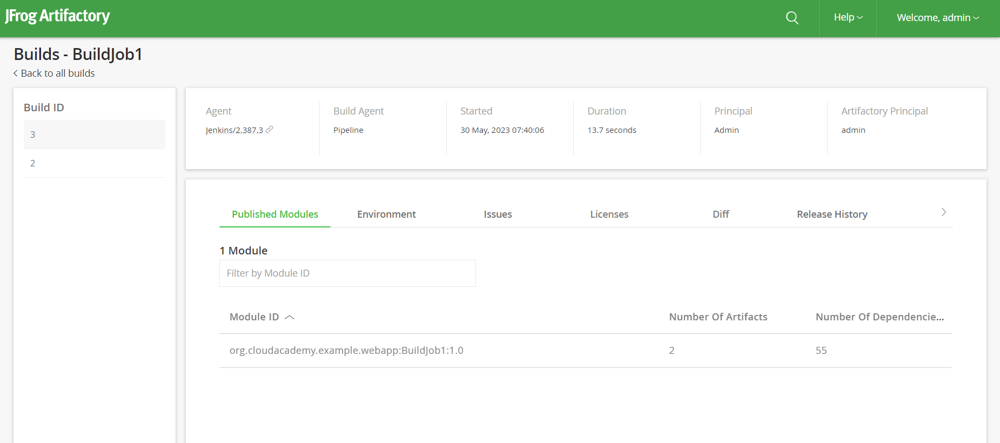 JFrog Artifactory
Help
Welcome, admin
Builds - BuildJob1
Back to all builds
Build ID
3
2
Agent
Build Agent
Started
Duration
Principal
Artifactory Principal
Jenkins/2.387.3
Pipeline
30 May, 2023 07:40:06
13.7 seconds
Admin
admin
Published Modules
Environment
Issues
Licenses
Diff
Release History
1 Module
Filter by Module ID
Module ID
Number Of Artifacts
Number Of Dependencie...
org.cloudacademy.example.webapp:BuildJob1:1.0
2
55